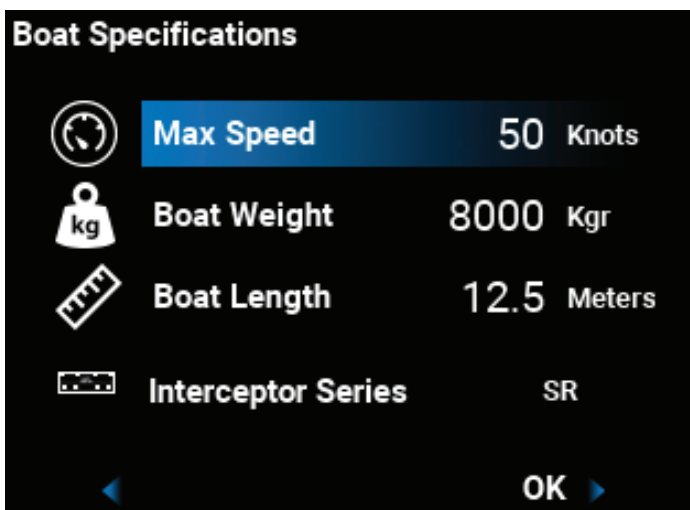 Boat Specifications
Max Speed 50 Knots
kg
Boat Weight 8000 Kgr
Boat Length 12.5 Meters
Interceptor Series SR
OK